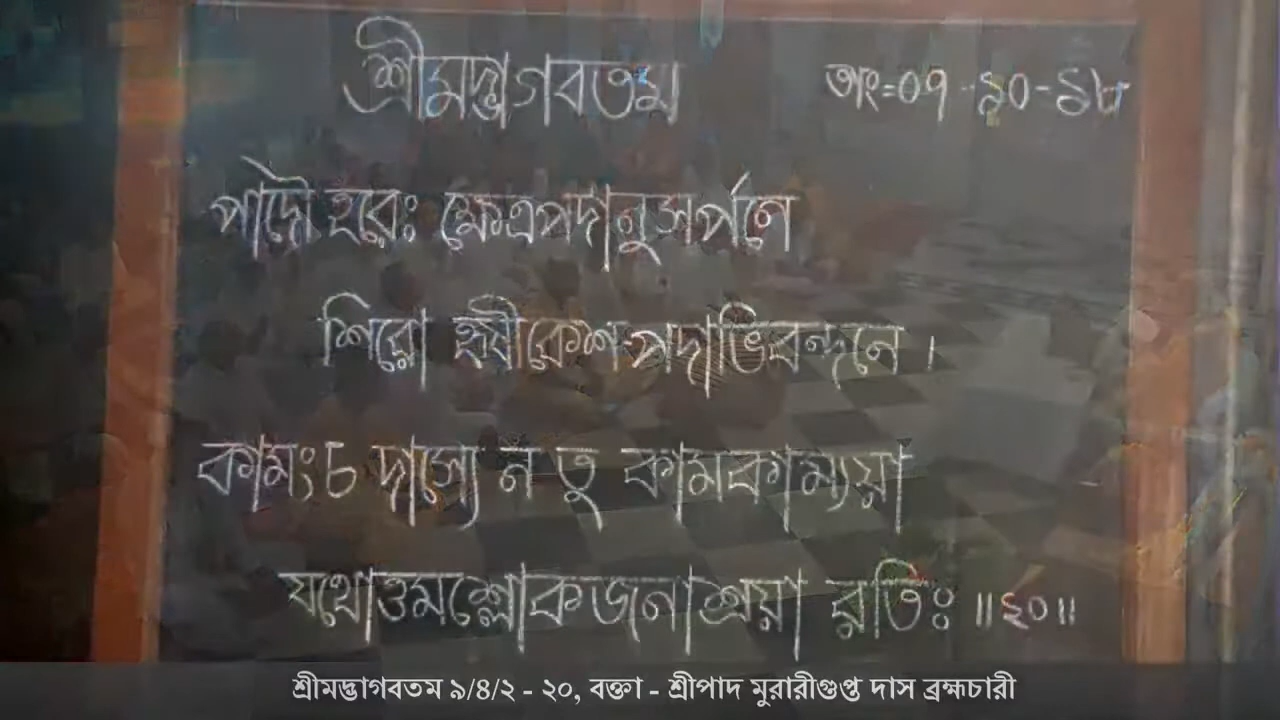 শ্রীমদ্ভাগবতম
তাং=০৭-১০-১৮
পাদৌ হরেঃ ক্ষেত্রপদানুসর্পণে
শিরো হৃষীকেশপদাভিবন্দনে ।
কামং চ দাস্যে ন তু কামকাম্যয়া
যথোত্তমশ্লোকজনাশ্রয়া রতিঃ ॥২০॥
শ্রীমদ্ভাগবতম ৯/৪/২ - ২০, বক্তা - শ্রীপাদ মুরারীগুপ্ত দাস ব্রহ্মচারী